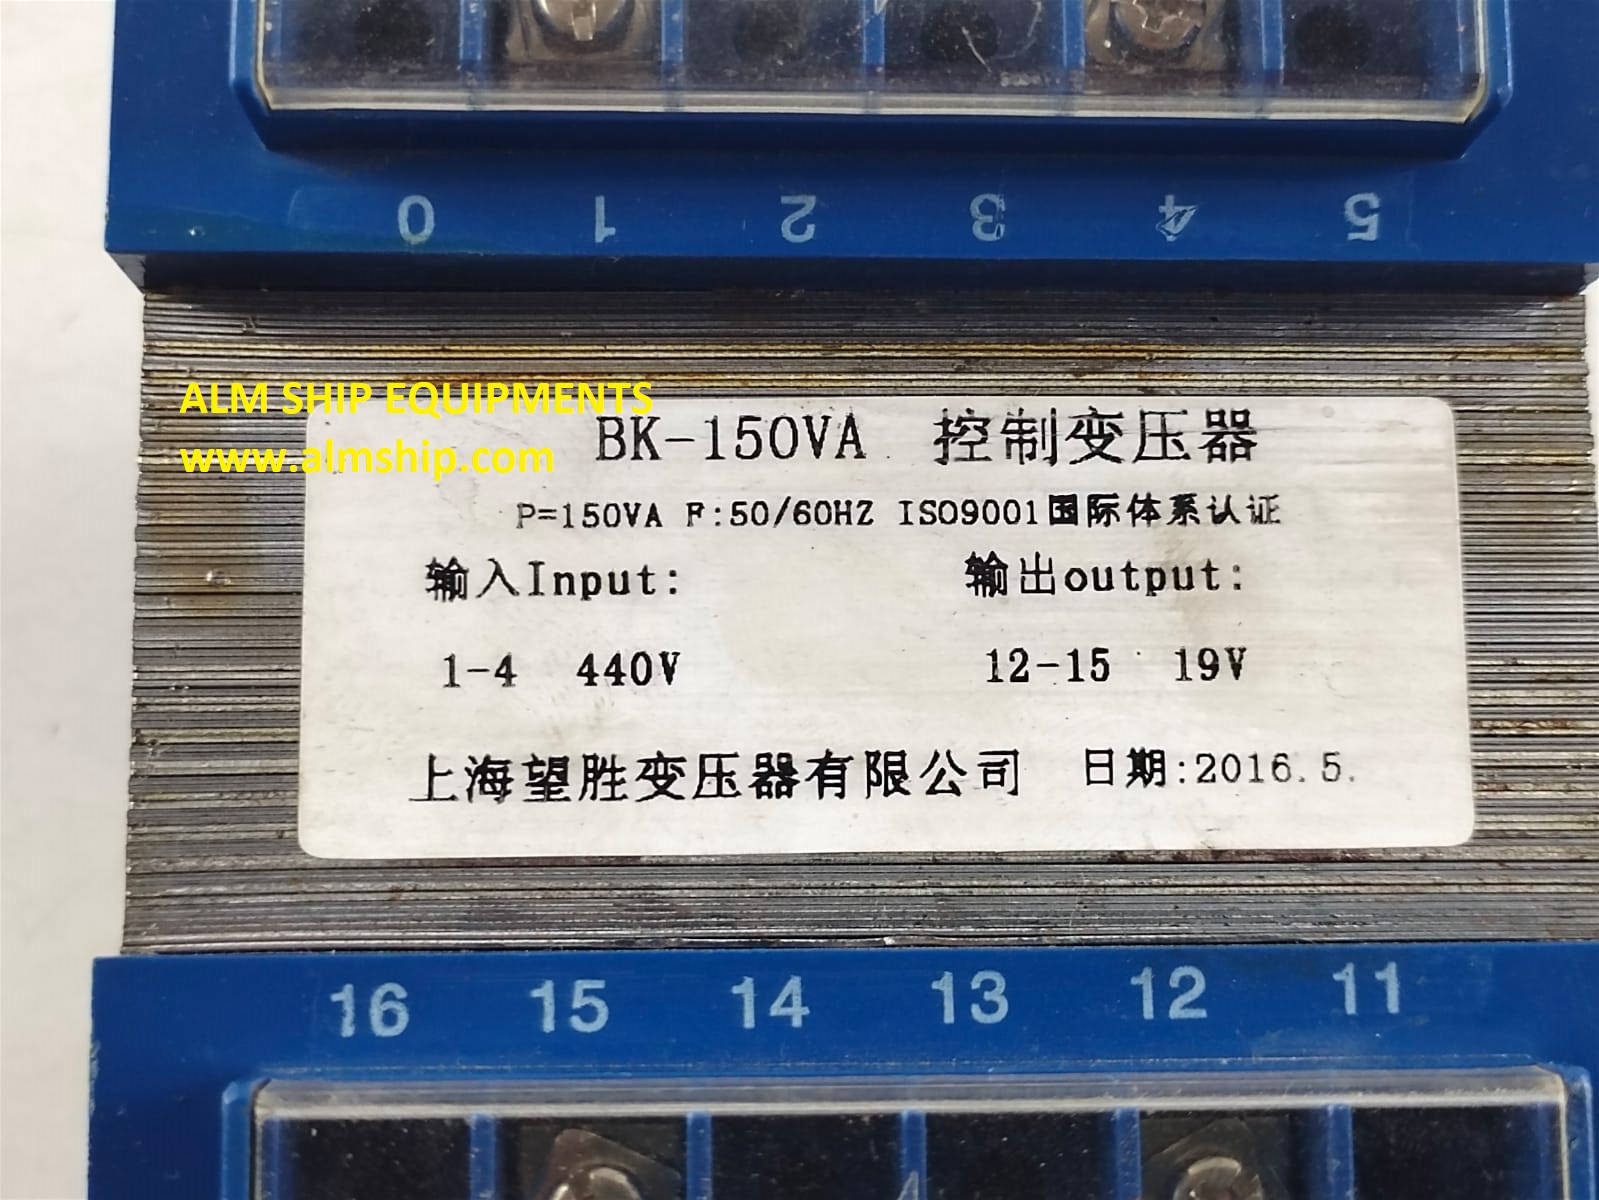 0 1 2 3 4 5
ALM SHIP EQUIPMENTS
www.almship.com
BK-150VA 控制变压器
P=150VA F:50/60HZ ISO9001国际体系认证
输入Input: 输出output:
1-4 440V 12-15 19V
上海望胜变压器有限公司 日期:2016.5.
16 15 14 13 12 11